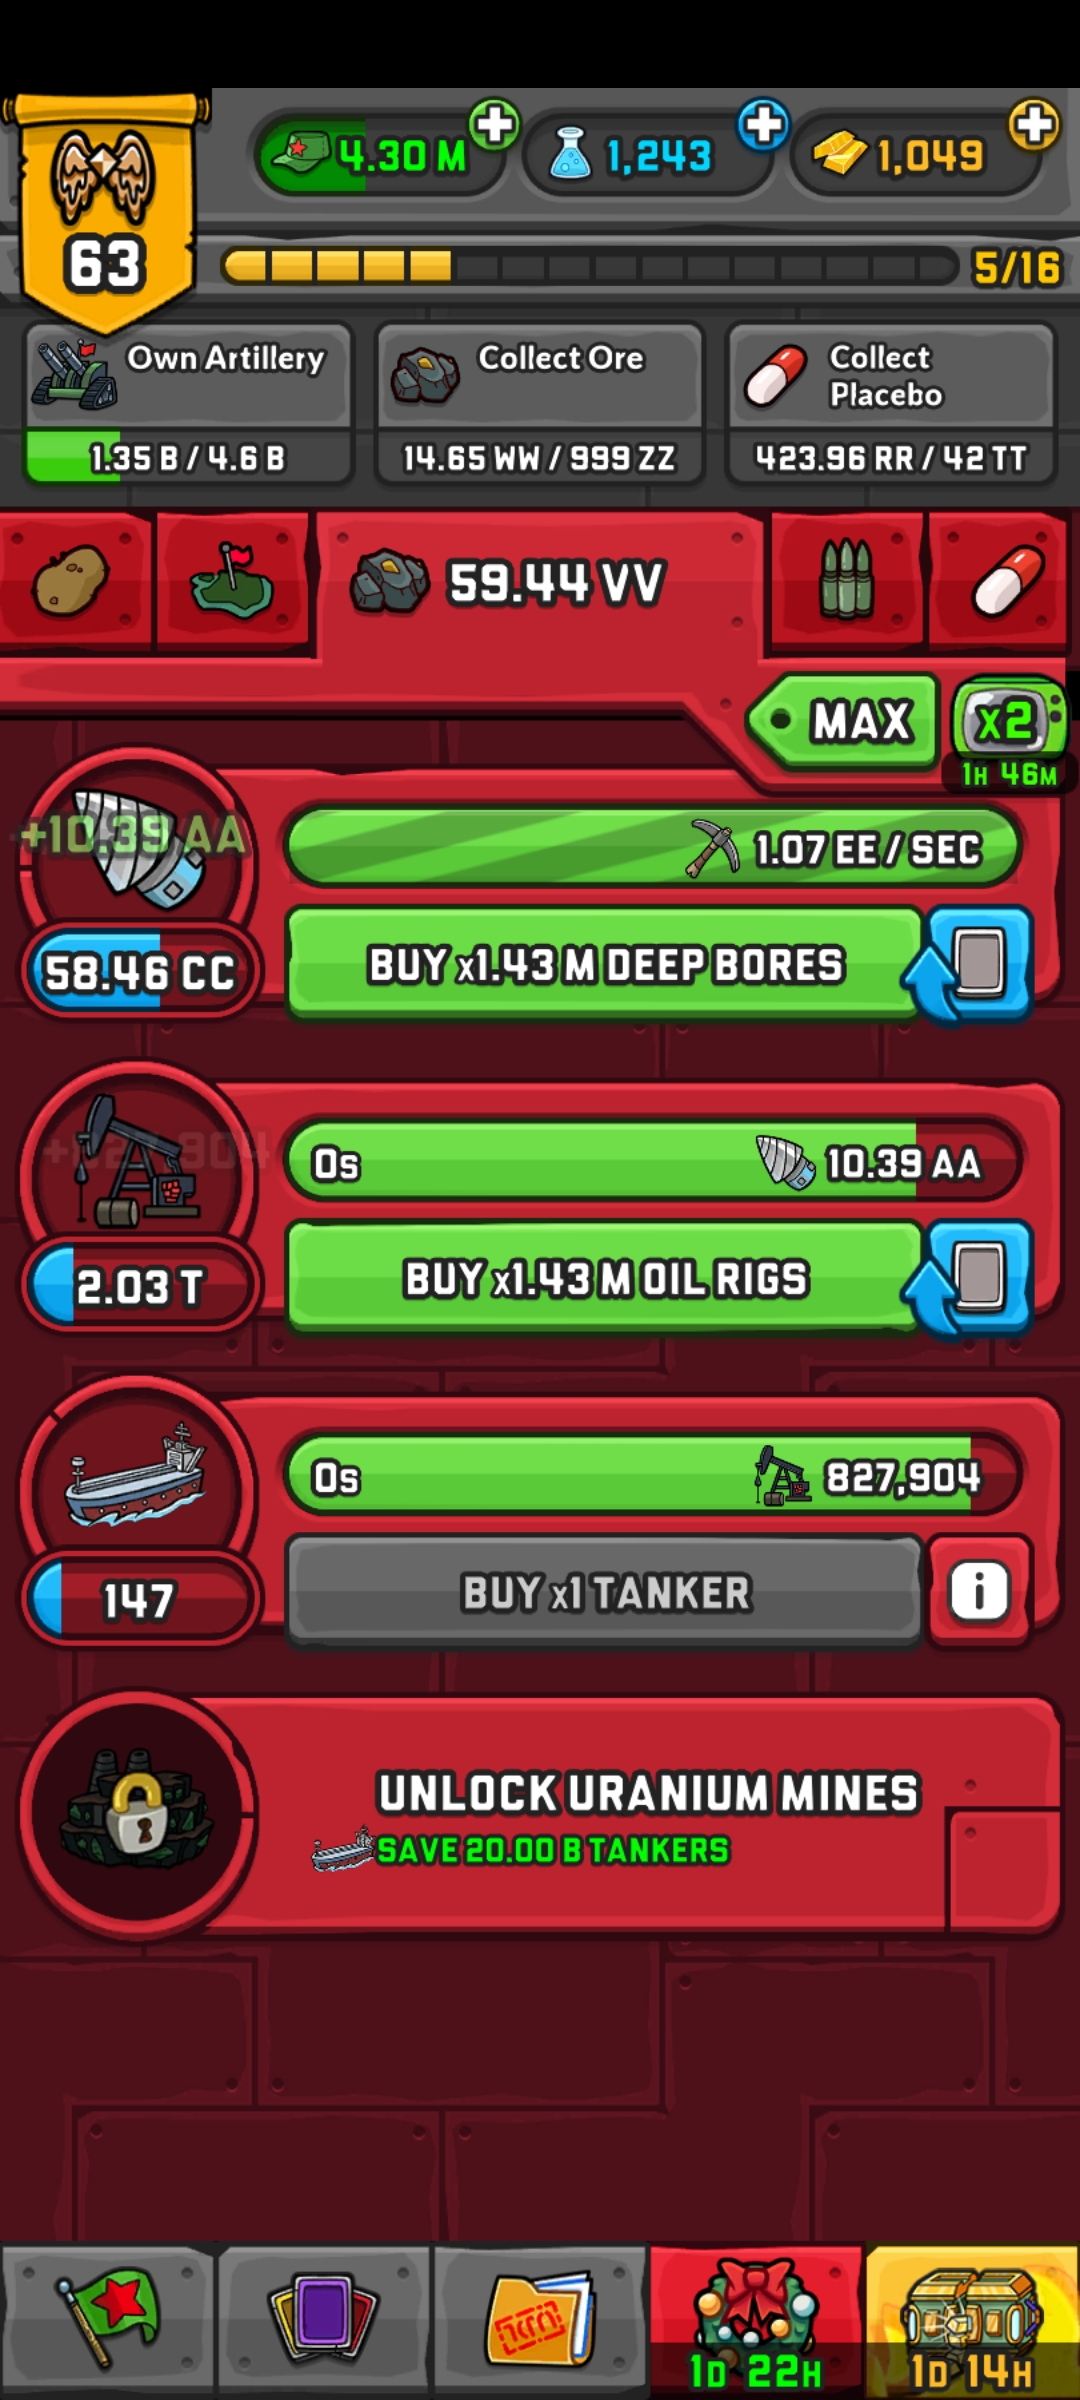 4.30 M
1,243
1,049
63
5/16
Own Artillery
1.35 B / 4.6 B
Collect Ore
14.65 WW / 999 ZZ
Collect
Placebo
423.96 RR / 42 TT
59.44 VV
MAX
x2
1H 46M
+10.39 AA
1.07 EE / SEC
58.46 CC
BUY x1.43 M DEEP BORES
+827,904
0s
10.39 AA
2.03 T
BUY x1.43 M OIL RIGS
0s
827,904
147
BUY x1 TANKER
i
UNLOCK URANIUM MINES
SAVE 20.00 B TANKERS
1D 22H
1D 14H